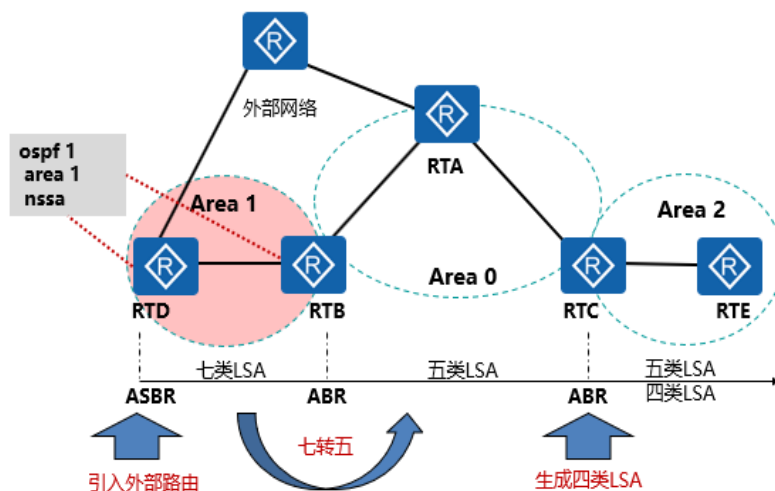 R
外部网络
R
RTA
ospf 1
area 1
nssa
Area 1
Area 2
R
R
Area 0
R
R
RTD
RTB
RTC
RTE
七类LSA
五类LSA
五类LSA
四类LSA
ASBR
ABR
ABR
七转五
引入外部路由
生成四类LSA